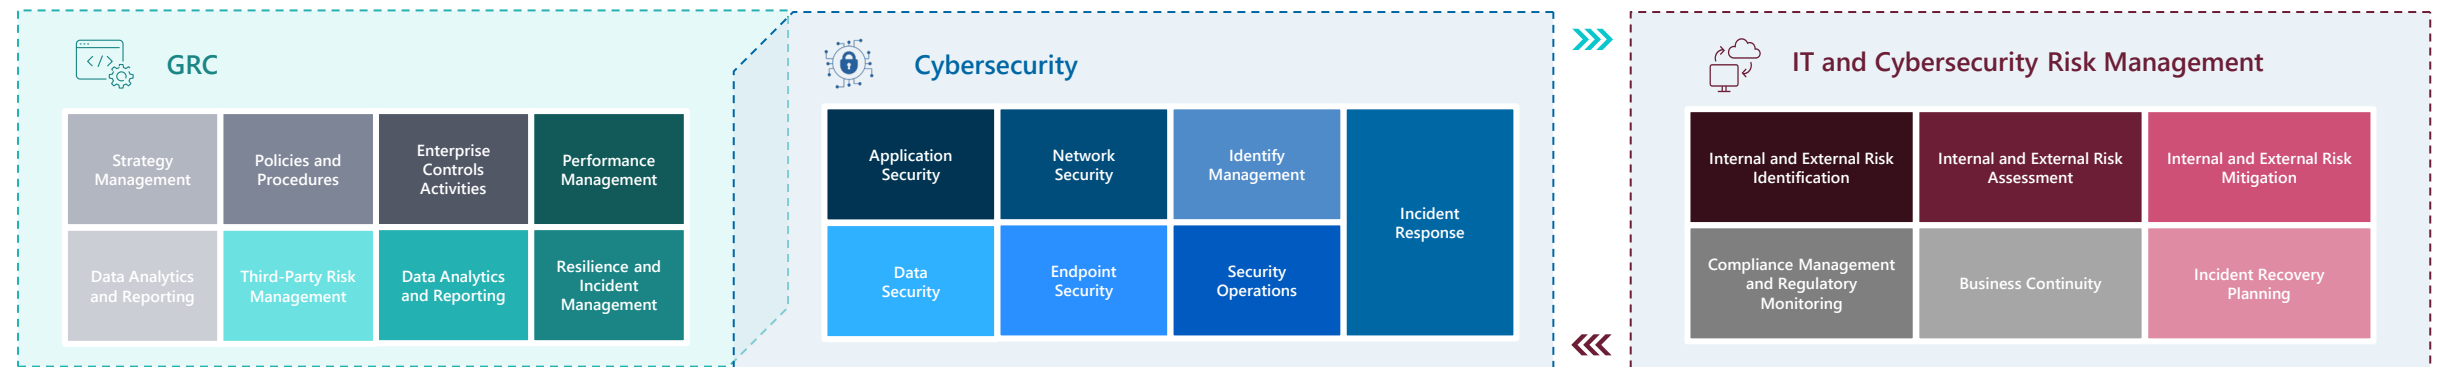 GRC
Strategy
Management
Policies and
Procedures
Enterprise
Controls
Activities
Performance
Management
Data Analytics
and Reporting
Third-Party Risk
Management
Data Analytics
and Reporting
Resilience and
Incident
Management
Cybersecurity
Application
Security
Network
Security
Identify
Management
Incident
Response
Data
Security
Endpoint
Security
Security
Operations
IT and Cybersecurity Risk Management
Internal and External Risk
Identification
Internal and External Risk
Assessment
Internal and External Risk
Mitigation
Compliance Management
and Regulatory
Monitoring
Business Continuity
Incident Recovery
Planning